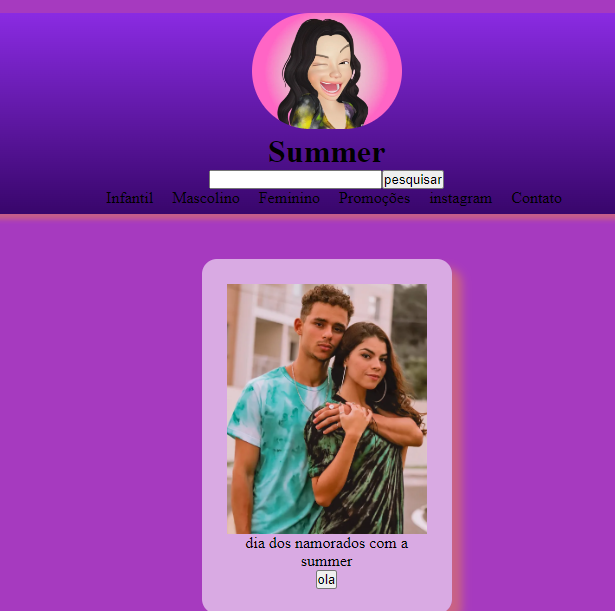 Summer
pesquisar
Infantil Mascolino Feminino Promoções instagram Contato
dia dos namorados com a
summer
ola